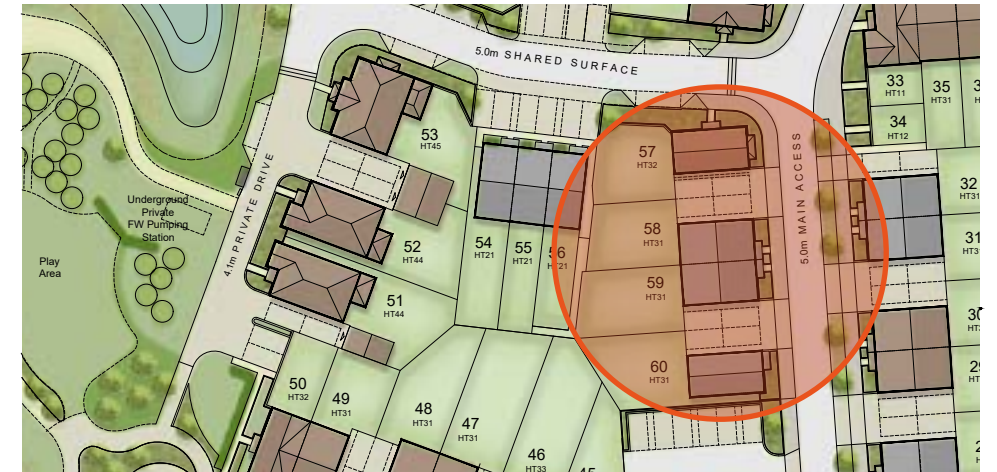 5.0m SHARED SURFACE
33
HT11
35
HT31
34
HT12
53
HT45
57
HT32
5.0m MAIN ACCESS
32
HT31
Underground
Private
FW Pumping
Station
4.1m PRIVATE DRIVE
52
HT44
54
HT21
55
HT21
56
HT21
58
HT31
31
Play
Area
51
HT44
59
HT31
30
50
HT32
49
HT31
48
HT31
47
HT31
60
HT31
46
HT33
45